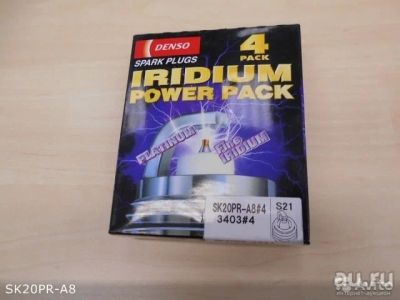 DENSO
4
PACK
SPARK PLUGS
IRIDIUM
POWER PACK
PLATINUM
IRIDIUM
SK20PR-A8#4
3403#4
S21
SK20PR-A8
au.ru
Avito